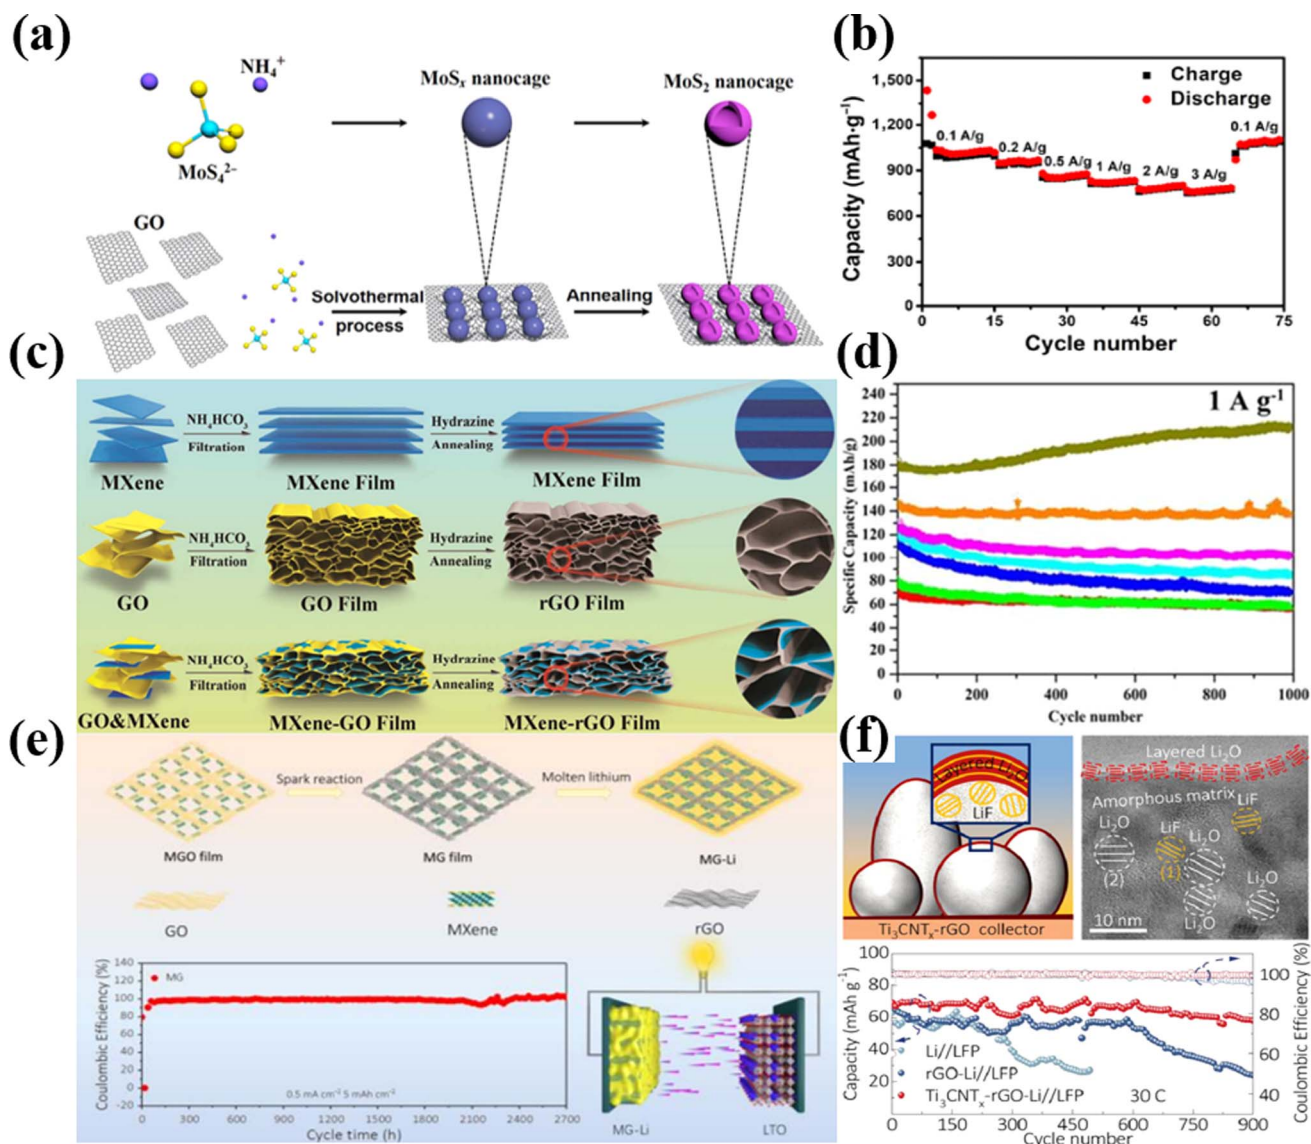 (a)
NH₄⁺
MoS₄²⁻
MoSₓ nanocage
MoS₂ nanocage
GO
Solvothermal
process
Annealing
(b)
Charge
Discharge
0.1 A/g
0.2 A/g
0.5 A/g
1 A/g
2 A/g
3 A/g
0.1 A/g
1,500
1,200
900
600
300
0
0
15
30
45
60
75
Capacity (mAh·g⁻¹)
Cycle number
(c)
NH₄HCO₃
Filtration
Hydrazine
Annealing
MXene
MXene Film
MXene Film
NH₄HCO₃
Filtration
Hydrazine
Annealing
GO
GO Film
rGO Film
NH₄HCO₃
Filtration
Hydrazine
Annealing
GO&MXene
MXene-GO Film
MXene-rGO Film
(d)
1 A g⁻¹
240
220
200
180
160
140
120
100
80
60
40
20
0
0
200
400
600
800
1000
Specific Capacity (mAh/g)
Cycle number
(e)
Spark reaction
Molten lithium
MGO film
MG film
MG-Li
GO
MXene
rGO
140
120
100
80
60
40
20
0
-20
MG
0.5 mA cm⁻² 5 mAh cm⁻²
0
300
600
900
1200
1500
1800
2100
2400
2700
Coulombic Efficiency (%)
Cycle time (h)
MG-Li
LTO
(f)
Layered Li₂O
LiF
Ti₃CNTₓ-rGO collector
Layered Li₂O
Amorphous matrix
LiF
Li₂O
LiF
Li₂O
(1)
(2)
Li₂O
Li₂O
10 nm
100
80
60
40
20
100
80
60
40
Capacity (mAh g⁻¹)
Coulombic Efficiency (%)
Li//LFP
rGO-Li//LFP
Ti₃CNTₓ-rGO-Li//LFP
30 C
0
150
300
450
600
750
900
Cycle number